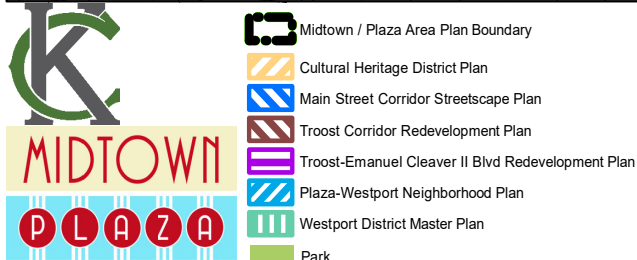 KC
MIDTOWN
PLAZA
Midtown / Plaza Area Plan Boundary
Cultural Heritage District Plan
Main Street Corridor Streetscape Plan
Troost Corridor Redevelopment Plan
Troost-Emanuel Cleaver II Blvd Redevelopment Plan
Plaza-Westport Neighborhood Plan
Westport District Master Plan
Park